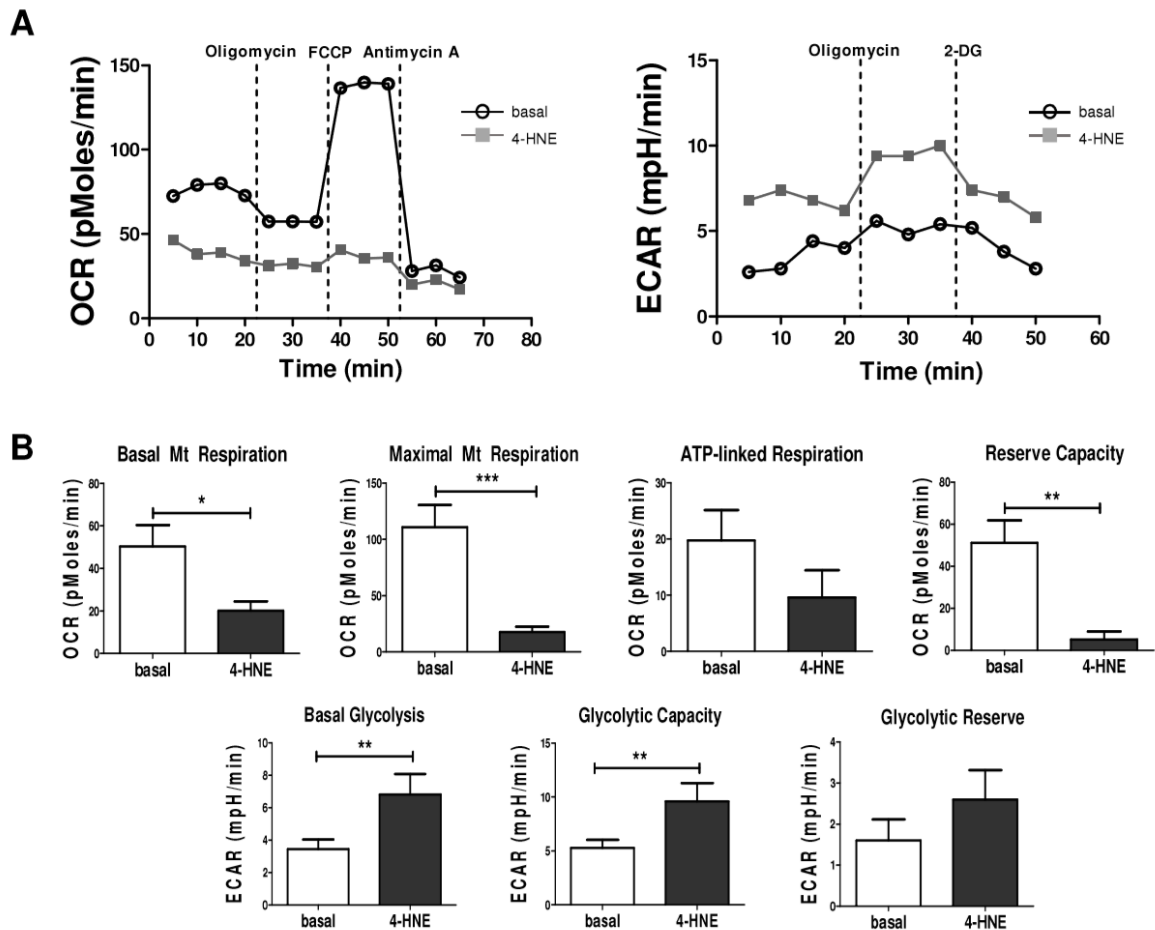 A
Oligomycin FCCP Antimycin A
OCR (pMoles/min)
150
100
50
0
0 10 20 30 40 50 60 70 80
Time (min)
basal
4-HNE
Oligomycin 2-DG
ECAR (mpH/min)
15
10
5
0
0 10 20 30 40 50 60
Time (min)
basal
4-HNE
B
Basal Mt Respiration
OCR (pMoles/min)
80
60
40
20
0
*
basal 4-HNE
Maximal Mt Respiration
OCR (pMoles/min)
150
100
50
0
***
basal 4-HNE
ATP-linked Respiration
OCR (pMoles/min)
30
20
10
0
basal 4-HNE
Reserve Capacity
OCR (pMoles/min)
80
60
40
20
0
**
basal 4-HNE
Basal Glycolysis
ECAR (mpH/min)
10
8
6
4
2
0
**
basal 4-HNE
Glycolytic Capacity
ECAR (mpH/min)
15
10
5
0
**
basal 4-HNE
Glycolytic Reserve
ECAR (mpH/min)
4
3
2
1
0
basal 4-HNE